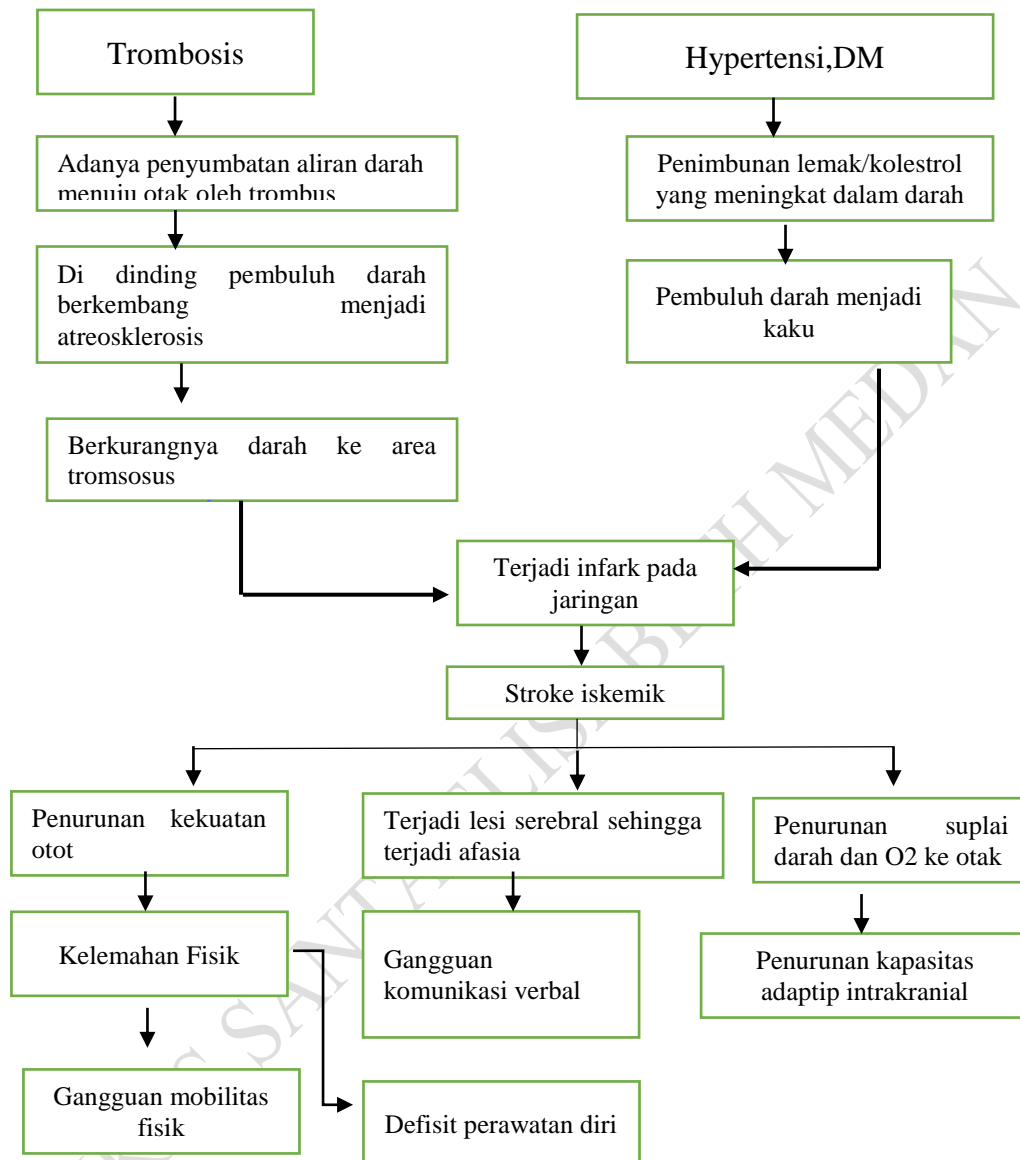 Trombosis
Hypertensi,DM
Adanya penyumbatan aliran darah
menuju otak oleh trombus
Penimbunan lemak/kolestrol
yang meningkat dalam darah
Di dinding pembuluh darah
berkembang menjadi
atreosklerosis
Pembuluh darah menjadi
kaku
Berkurangnya darah ke area
tromsosus
Terjadi infark pada
jaringan
Stroke iskemik
Penurunan kekuatan
otot
Terjadi lesi serebral sehingga
terjadi afasia
Penurunan suplai
darah dan O2 ke otak
Kelemahan Fisik
Gangguan
komunikasi verbal
Penurunan kapasitas
adaptip intrakranial
Gangguan mobilitas
fisik
Defisit perawatan diri
SANTA ELISABETH MEDAN